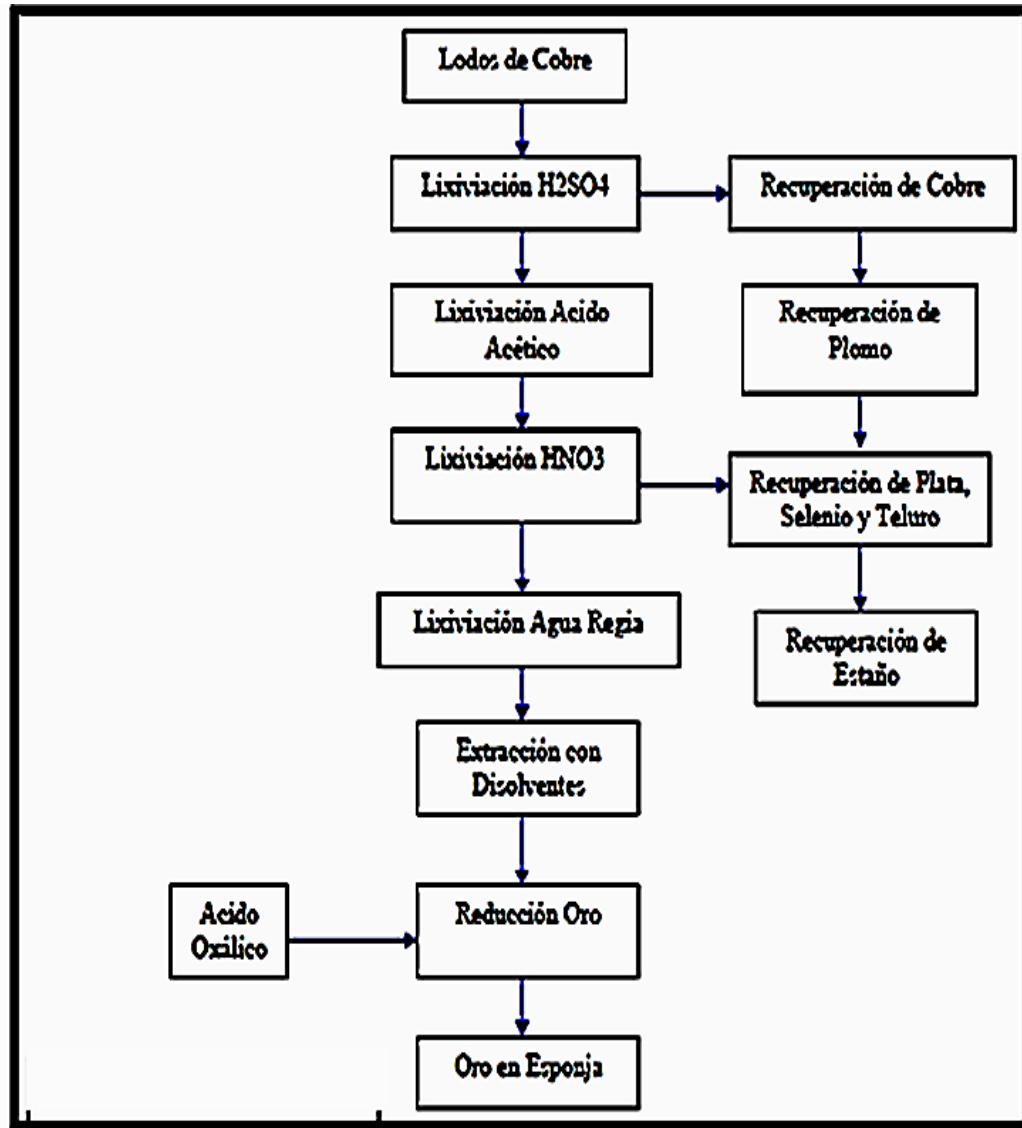 Lodos de Cobre
Lixiviación H2SO4
Recuperación de Cobre
Lixiviación Acido
Acético
Recuperación de
Plomo
Lixiviación HNO3
Recuperación de Plata,
Selenio y Teluro
Lixiviación Agua Regia
Recuperación de
Estaño
Extracción con
Disolventes
Acido
Oxilico
Reducción Oro
Oro en Esponja